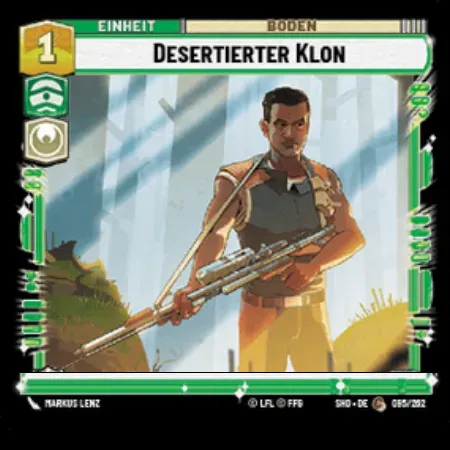 EINHEIT BODEN
1 DESERTIERTER KLON
MARKUS LENZ © LFL © FFG SHD • DE 095/262